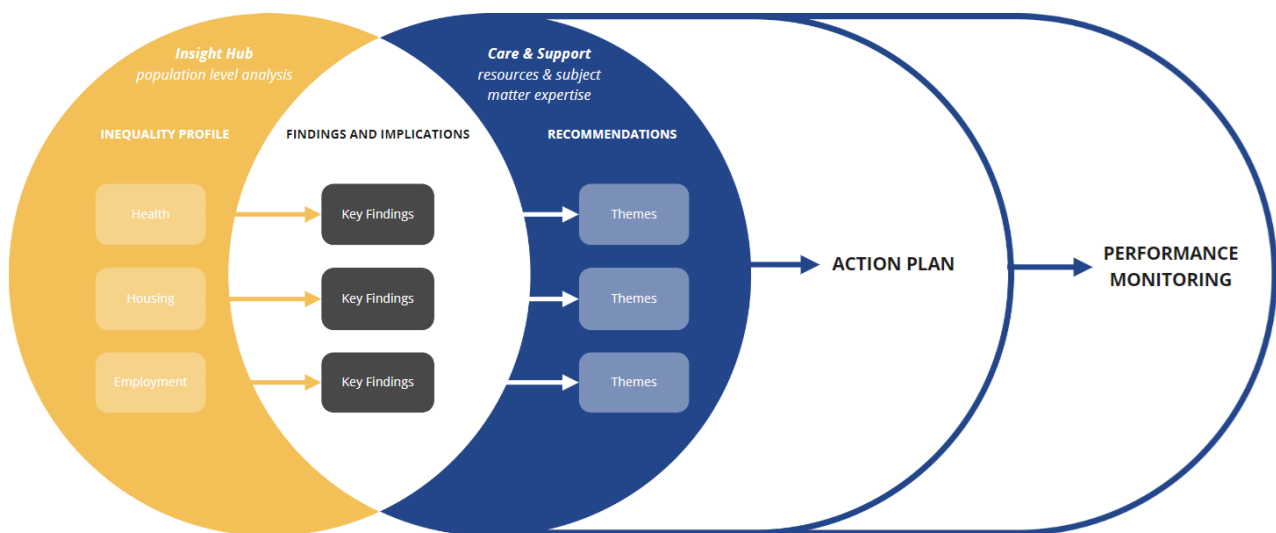 Insight Hub
population level analysis
Care & Support
resources & subject
matter expertise
INEQUALITY PROFILE
FINDINGS AND IMPLICATIONS
RECOMMENDATIONS
Health
Key Findings
Themes
Housing
Key Findings
Themes
Employment
Key Findings
Themes
ACTION PLAN
PERFORMANCE
MONITORING